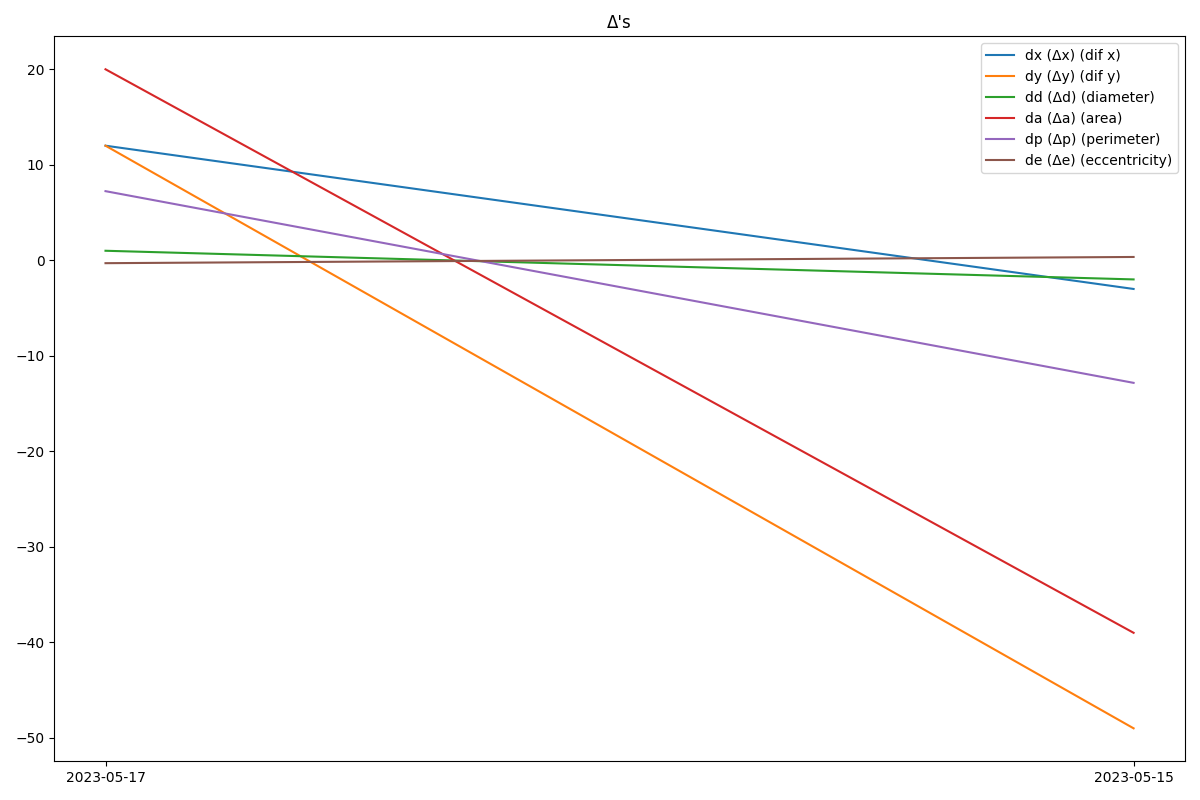 Δ's
dx (Δx) (dif x)
dy (Δy) (dif y)
dd (Δd) (diameter)
da (Δa) (area)
dp (Δp) (perimeter)
de (Δe) (eccentricity)
20
10
0
−10
−20
−30
−40
−50
2023-05-17 2023-05-15